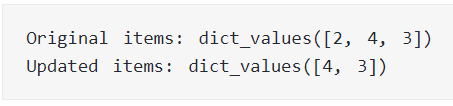 Original items: dict_values([2, 4, 3])
Updated items: dict_values([4, 3])